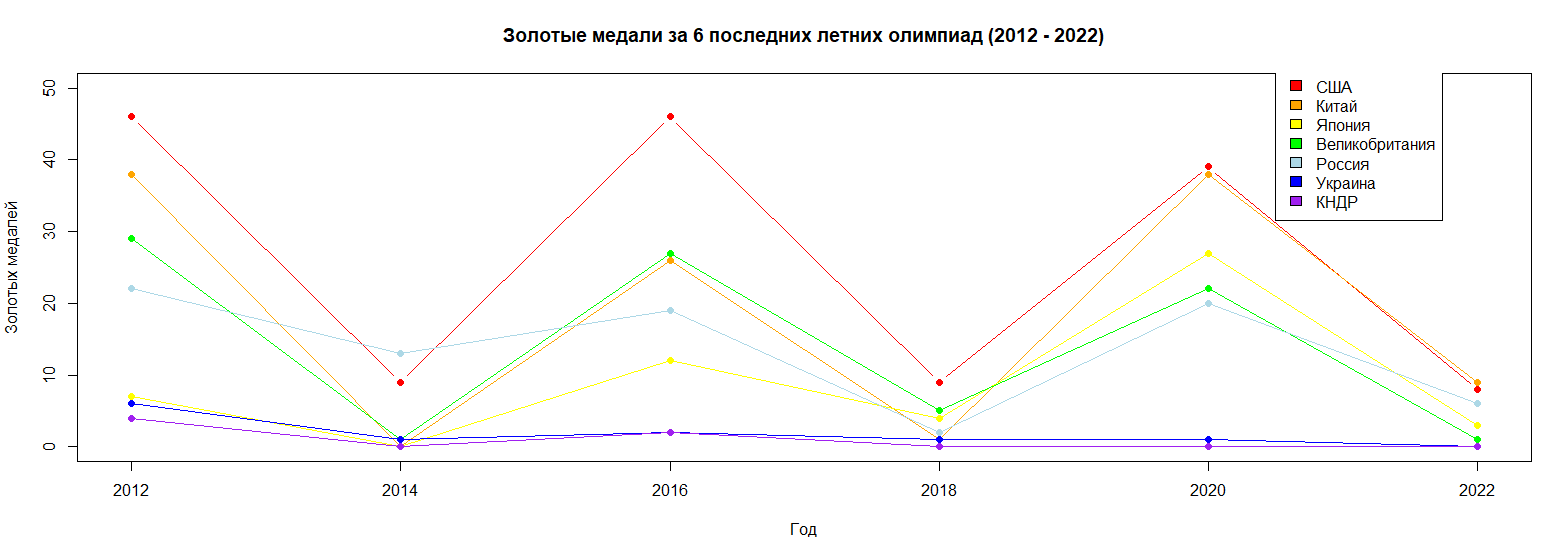 Золотые медали за 6 последних летних олимпиад (2012 - 2022)
50
40
30
20
10
0
Золотых медалей
США
Китай
Япония
Великобритания
Россия
Украина
КНДР
2012 2014 2016 2018 2020 2022
Год